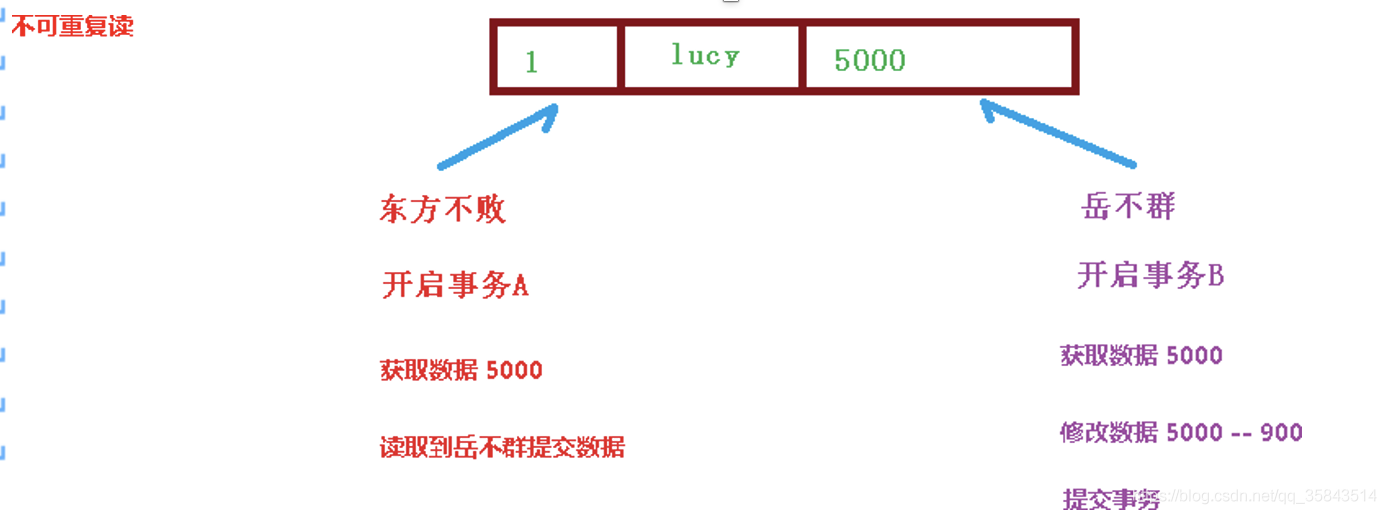 不可重复读
1 lucy 5000
东方不败 岳不群
开启事务A 开启事务B
获取数据 5000 获取数据 5000
读取到岳不群提交数据 修改数据 5000 -- 900
提交事务
https://blog.csdn.net/qq_35843514